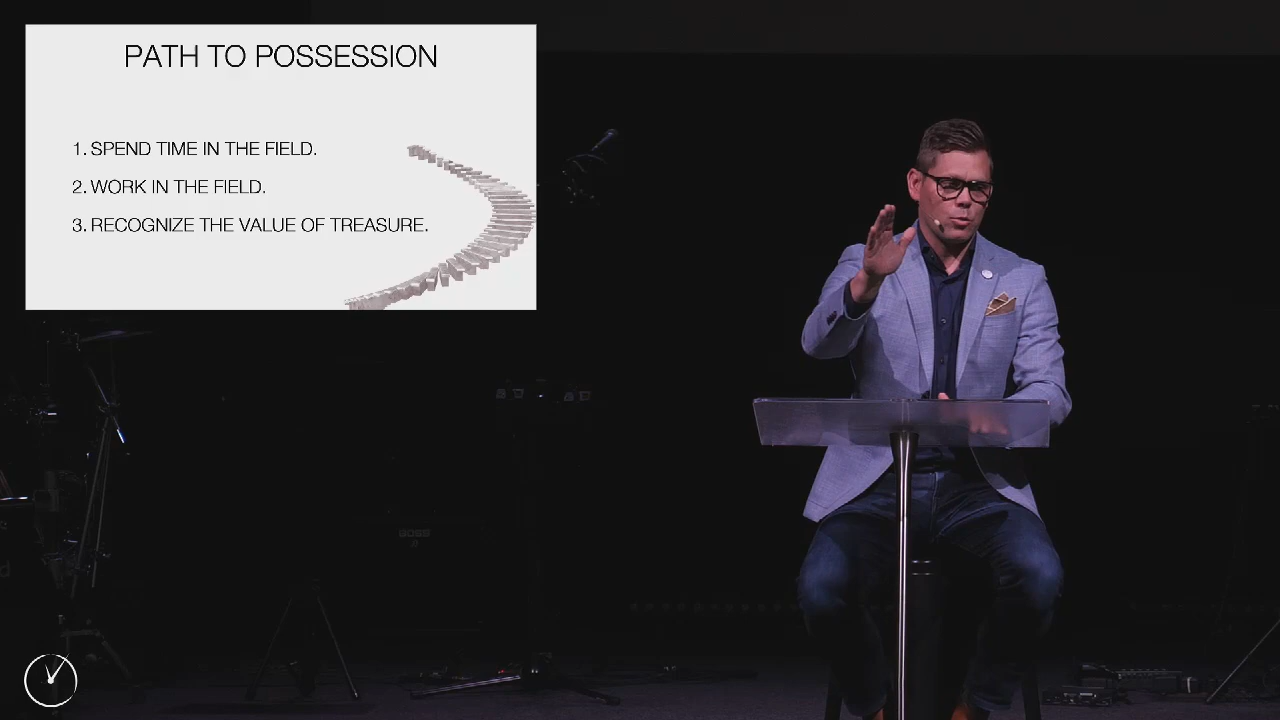 PATH TO POSSESSION
1. SPEND TIME IN THE FIELD.
2. WORK IN THE FIELD.
3. RECOGNIZE THE VALUE OF TREASURE.
BOSS